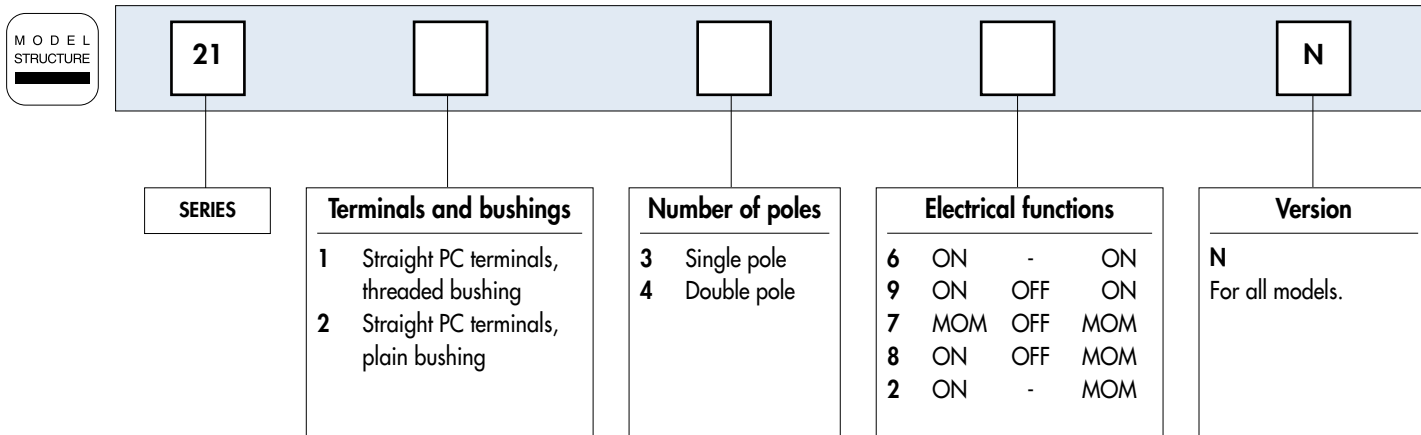 M O D E L
STRUCTURE
21
N
SERIES
Terminals and bushings
1 Straight PC terminals,
threaded bushing
2 Straight PC terminals,
plain bushing
Number of poles
3 Single pole
4 Double pole
Electrical functions
6 ON - ON
9 ON OFF ON
7 MOM OFF MOM
8 ON OFF MOM
2 ON - MOM
Version
N
For all models.